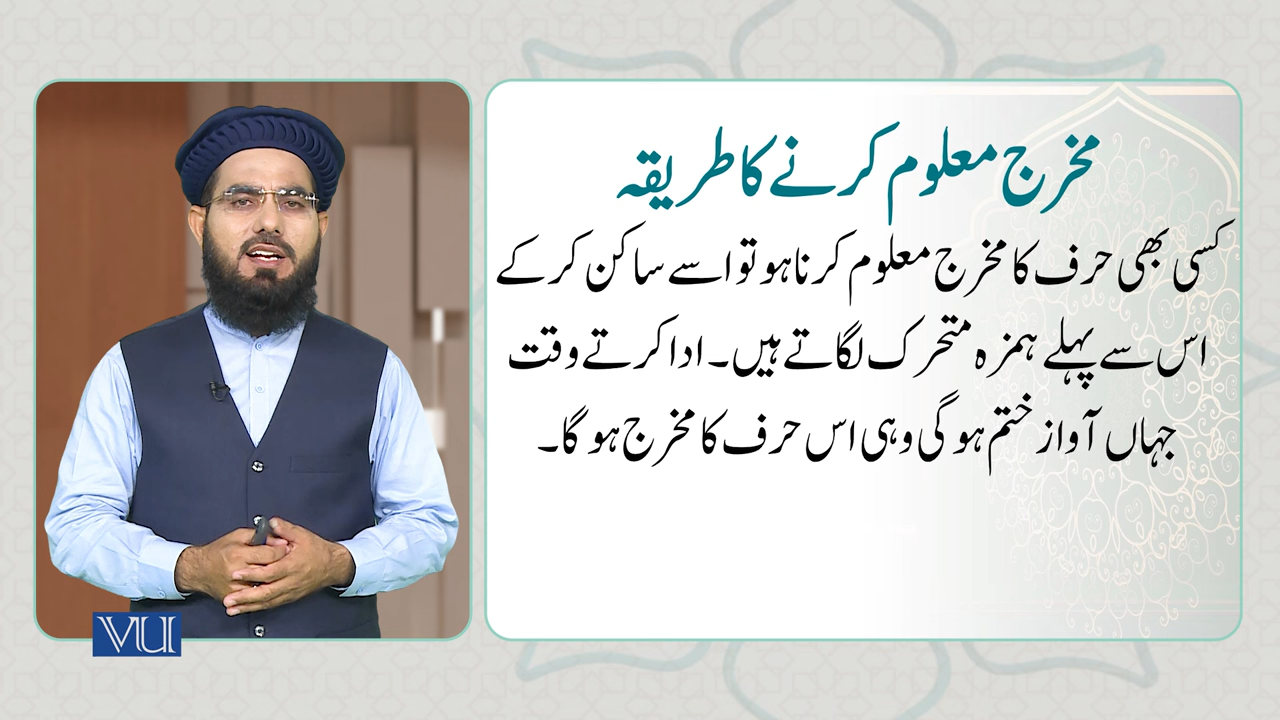 مخرج معلوم کرنے کا طریقہ
کسی بھی حرف کا مخرج معلوم کرنا ہو تو اسے ساکن کر کے
اس سے پہلے ہمزہ متحرک لگاتے ہیں۔ ادا کرتے وقت
جہاں آواز ختم ہو گی وہی اس حرف کا مخرج ہو گا۔
VU